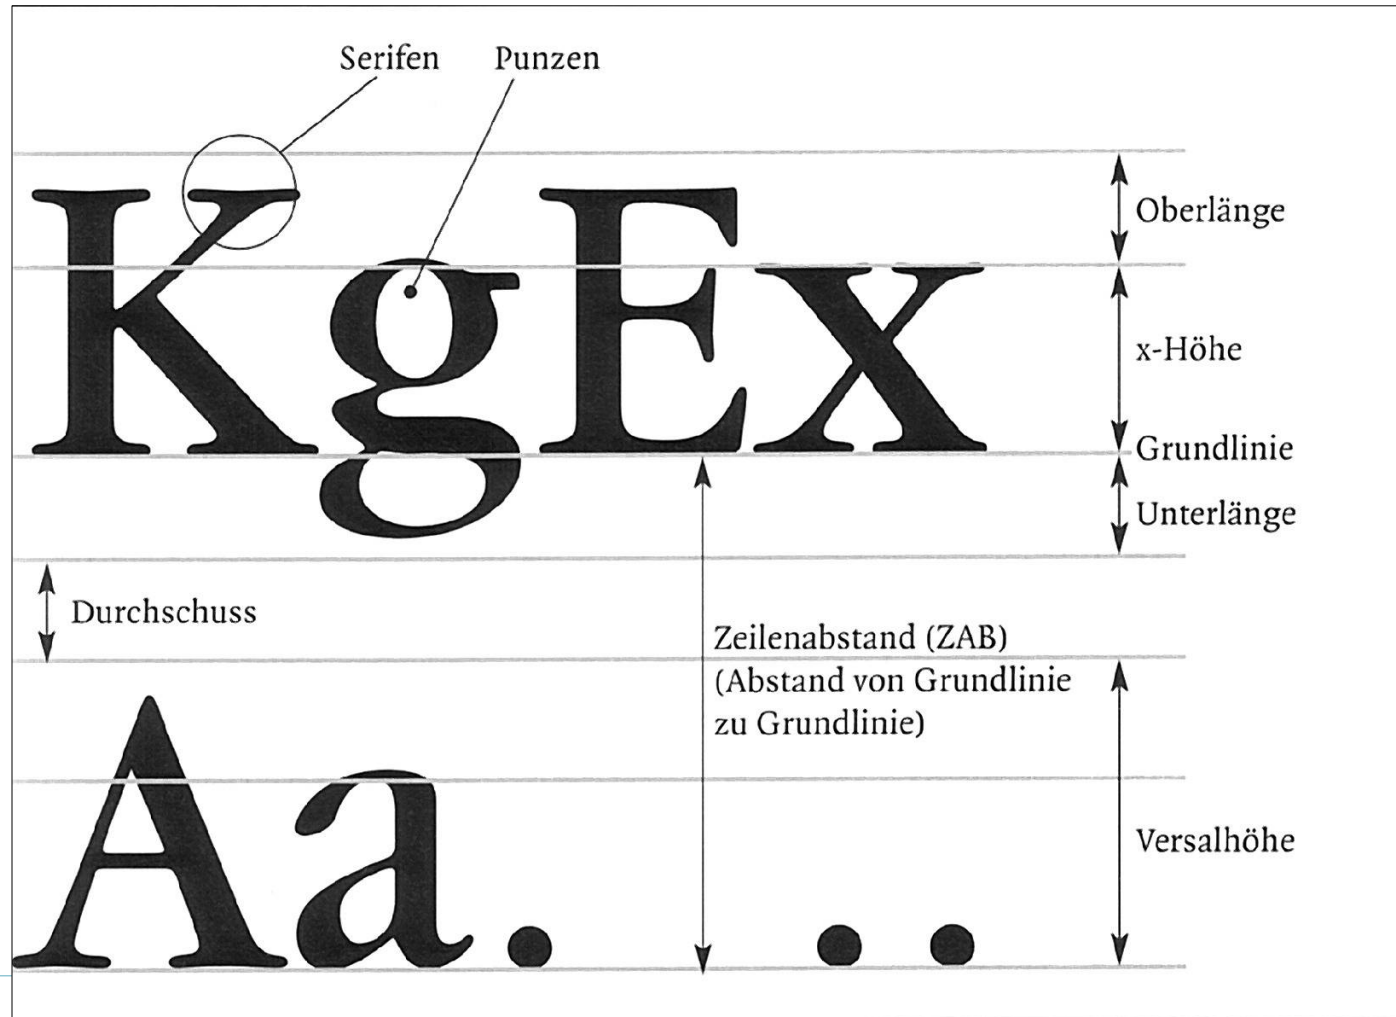 Serifen
Punzen
KgEx
Oberlänge
x-Höhe
Grundlinie
Unterlänge
Durchschuss
Zeilenabstand (ZAB)
(Abstand von Grundlinie
zu Grundlinie)
Aa. ..
Versalhöhe